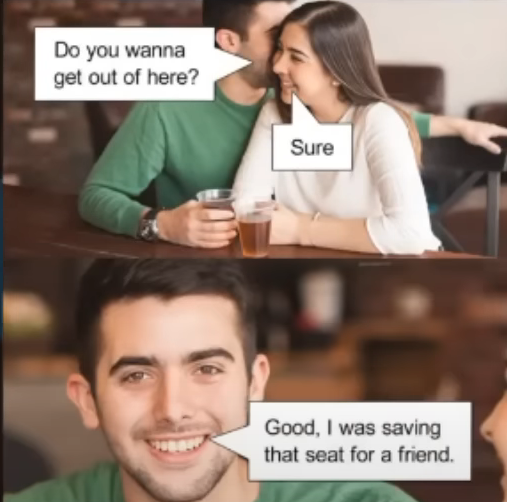 Do you wanna
get out of here?
Sure
Good, I was saving
that seat for a friend.